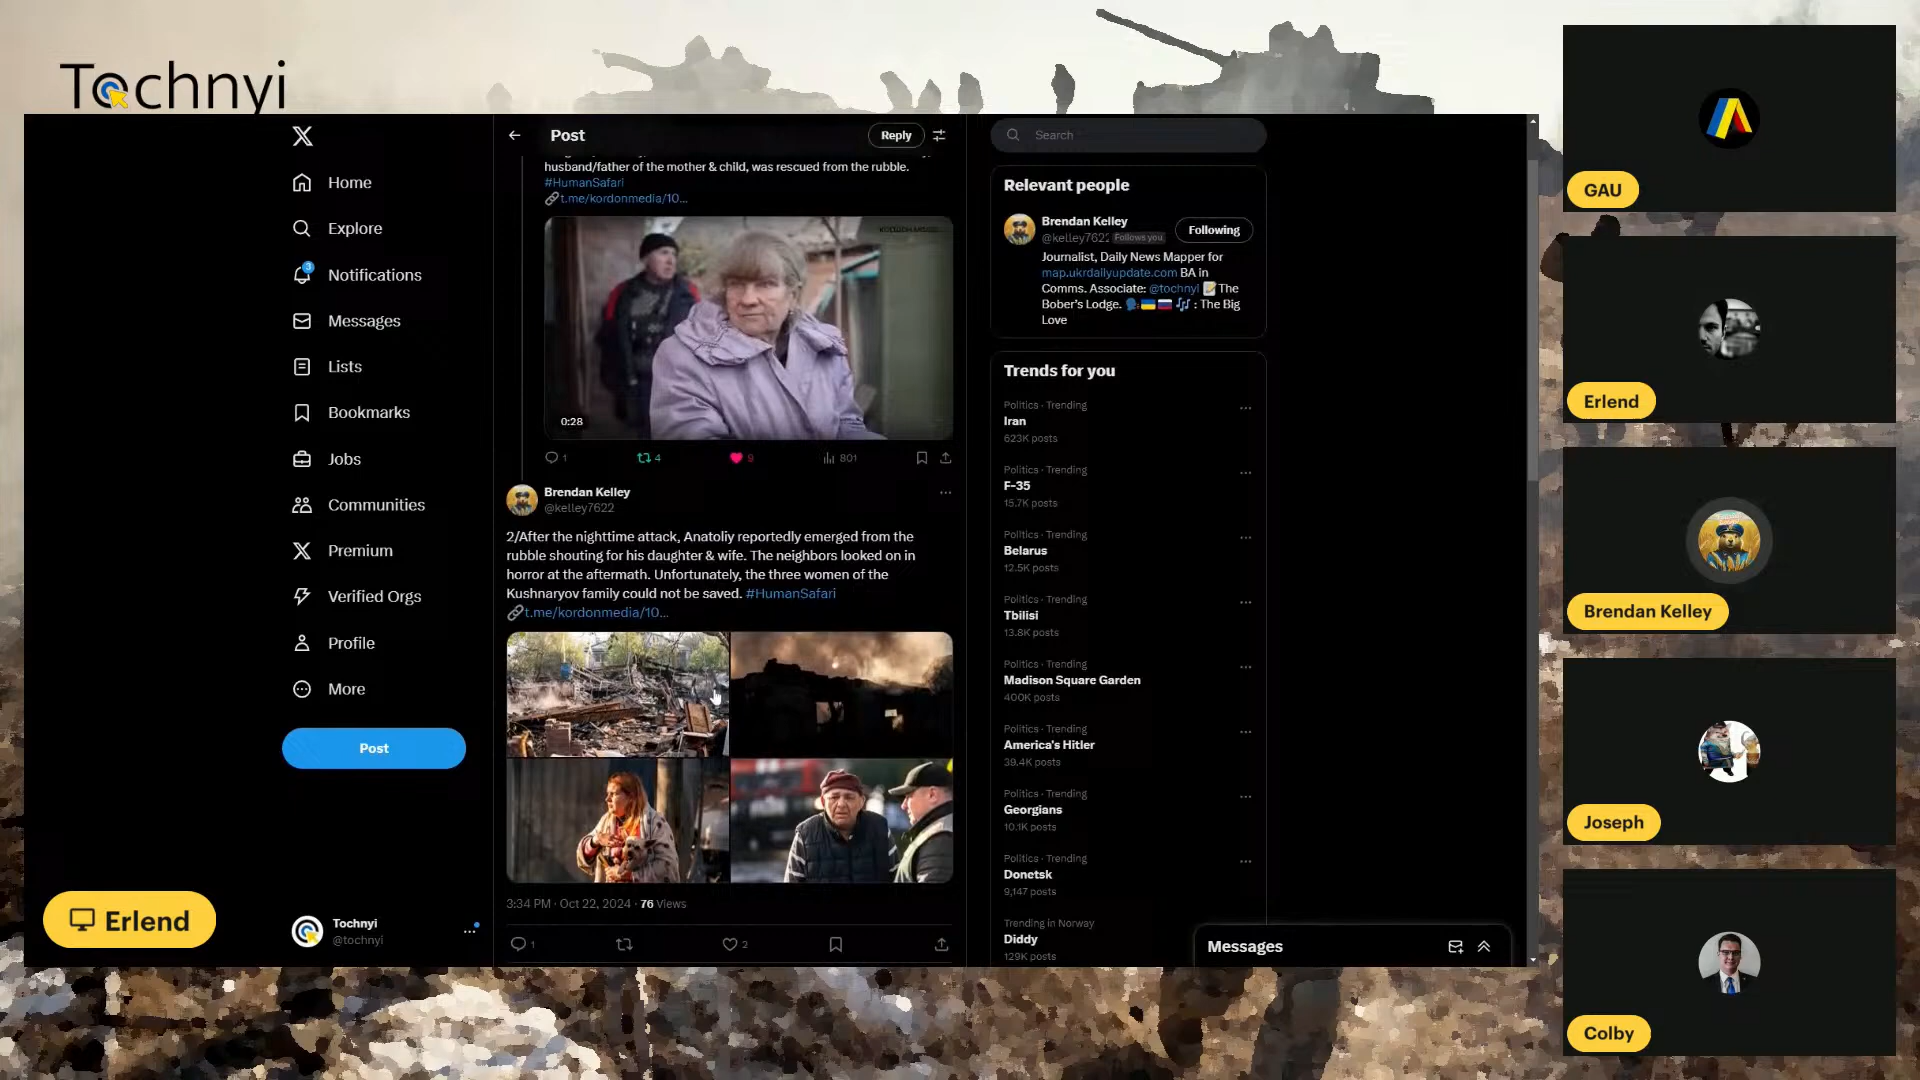 Tochnyi
Home
Explore
3
Notifications
Messages
Lists
Bookmarks
Jobs
Communities
Premium
Verified Orgs
Profile
More
Post
Tochnyi
@tochnyi
Erlend
Post
Reply
husband/father of the mother & child, was rescued from the rubble.
#HumanSafari
t.me/kordonmedia/10...
0:28
1
4
9
801
Brendan Kelley
@kelley7622
2/After the nighttime attack, Anatoliy reportedly emerged from the
rubble shouting for his daughter & wife. The neighbors looked on in
horror at the aftermath. Unfortunately, the three women of the
Kushnaryov family could not be saved. #HumanSafari
t.me/kordonmedia/10...
3:34 PM · Oct 22, 2024 · 76 Views
1
2
Search
Relevant people
Brendan Kelley
@kelley7622 Follows you
Following
Journalist, Daily News Mapper for
map.ukrdailyupdate.com BA in
Comms. Associate: @tochnyi 📝The
Bober's Lodge. 🗣️🇺🇦🇷🇺 🎶 : The Big
Love
Trends for you
Politics · Trending
Iran
623K posts
Politics · Trending
F-35
15.7K posts
Politics · Trending
Belarus
12.5K posts
Politics · Trending
Tbilisi
13.8K posts
Politics · Trending
Madison Square Garden
400K posts
Politics · Trending
America's Hitler
39.4K posts
Politics · Trending
Georgians
10.1K posts
Politics · Trending
Donetsk
9,147 posts
Trending in Norway
Diddy
129K posts
Messages
GAU
Erlend
Brendan Kelley
Joseph
Colby